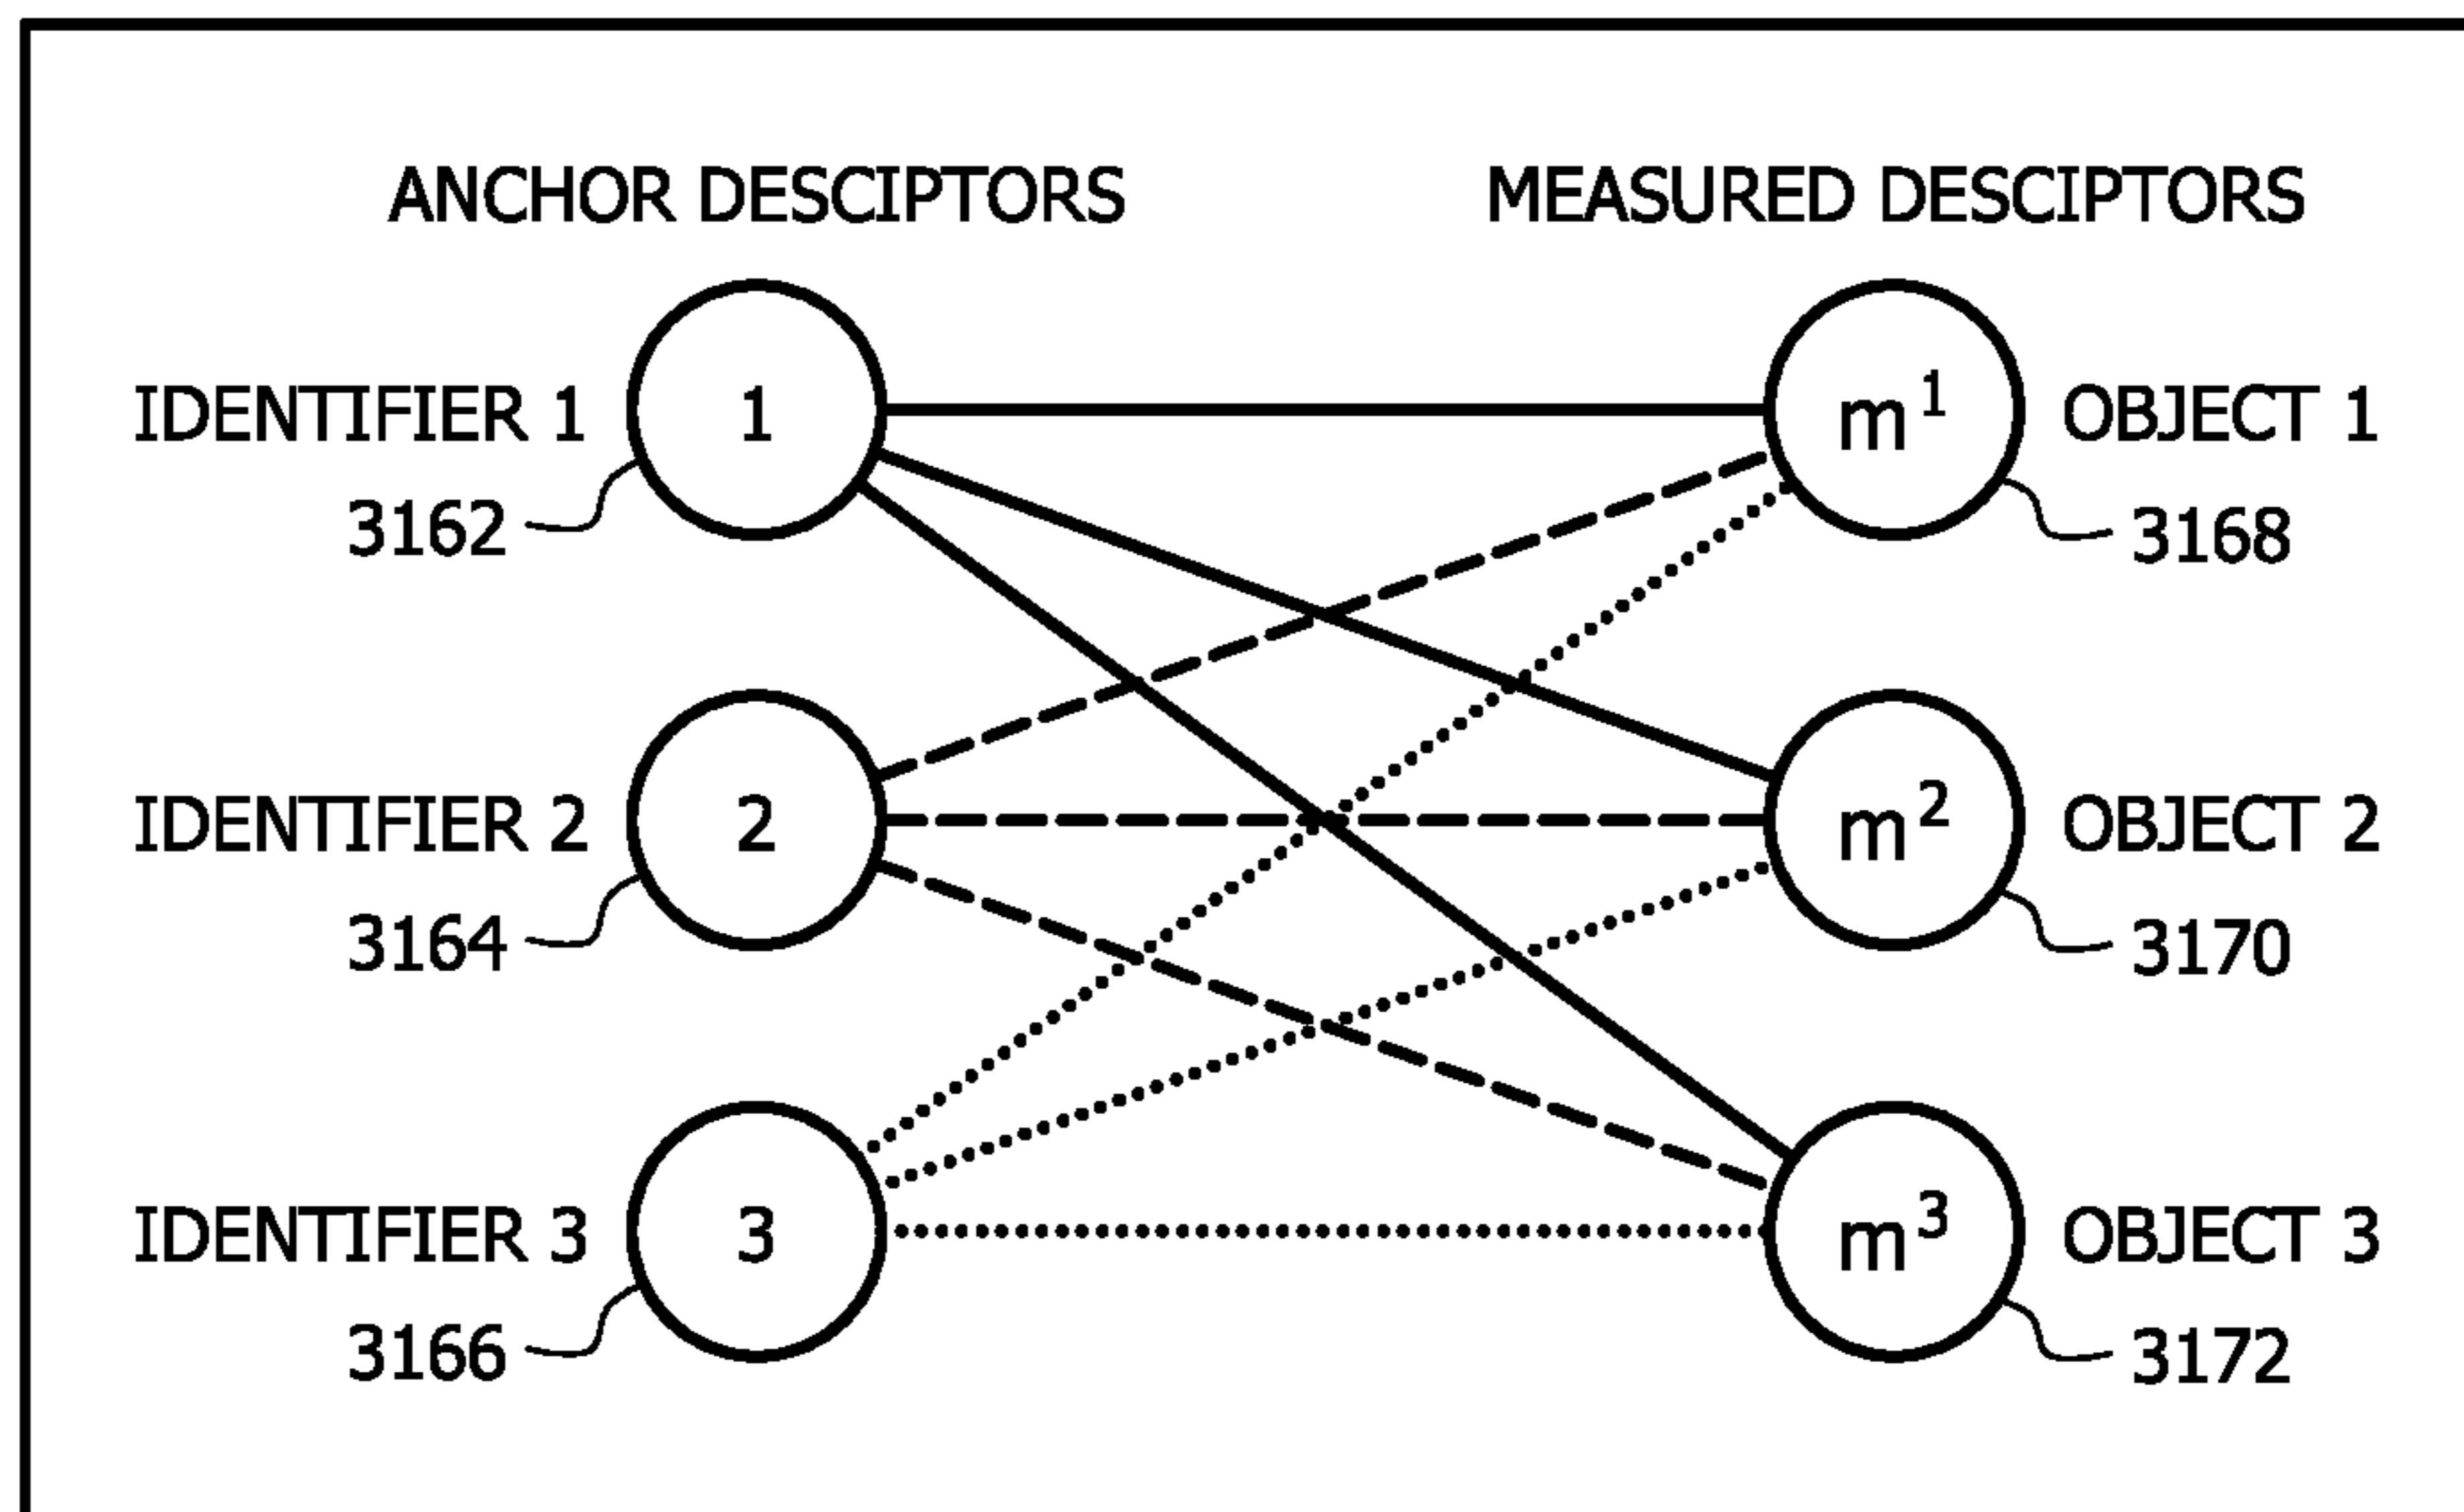 ANCHOR DESCIPTORS MEASURED DESCIPTORS
IDENTIFIER 1 1 m¹ OBJECT 1
3162 3168
IDENTIFIER 2 2 m² OBJECT 2
3164 3170
IDENTIFIER 3 3 m³ OBJECT 3
3166 3172